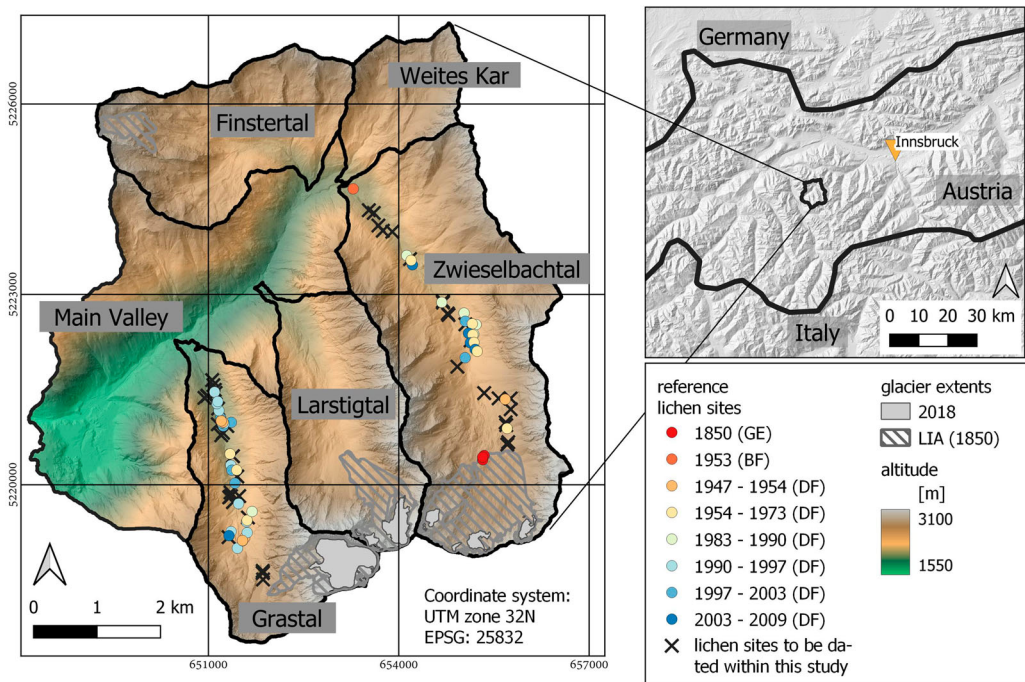 5226000
5223000
5220000
Weites Kar
Finstertal
Zwieselbachtal
Main Valley
Larstigtal
Grastal
0 1 2 km
Coordinate system:
UTM zone 32N
EPSG: 25832
651000
654000
657000
Germany
Innsbruck
Austria
Italy
0 10 20 30 km
reference
lichen sites
1850 (GE)
1953 (BF)
1947 - 1954 (DF)
1954 - 1973 (DF)
1983 - 1990 (DF)
1990 - 1997 (DF)
1997 - 2003 (DF)
2003 - 2009 (DF)
lichen sites to be da-
ted within this study
glacier extents
2018
LIA (1850)
altitude
[m]
3100
1550